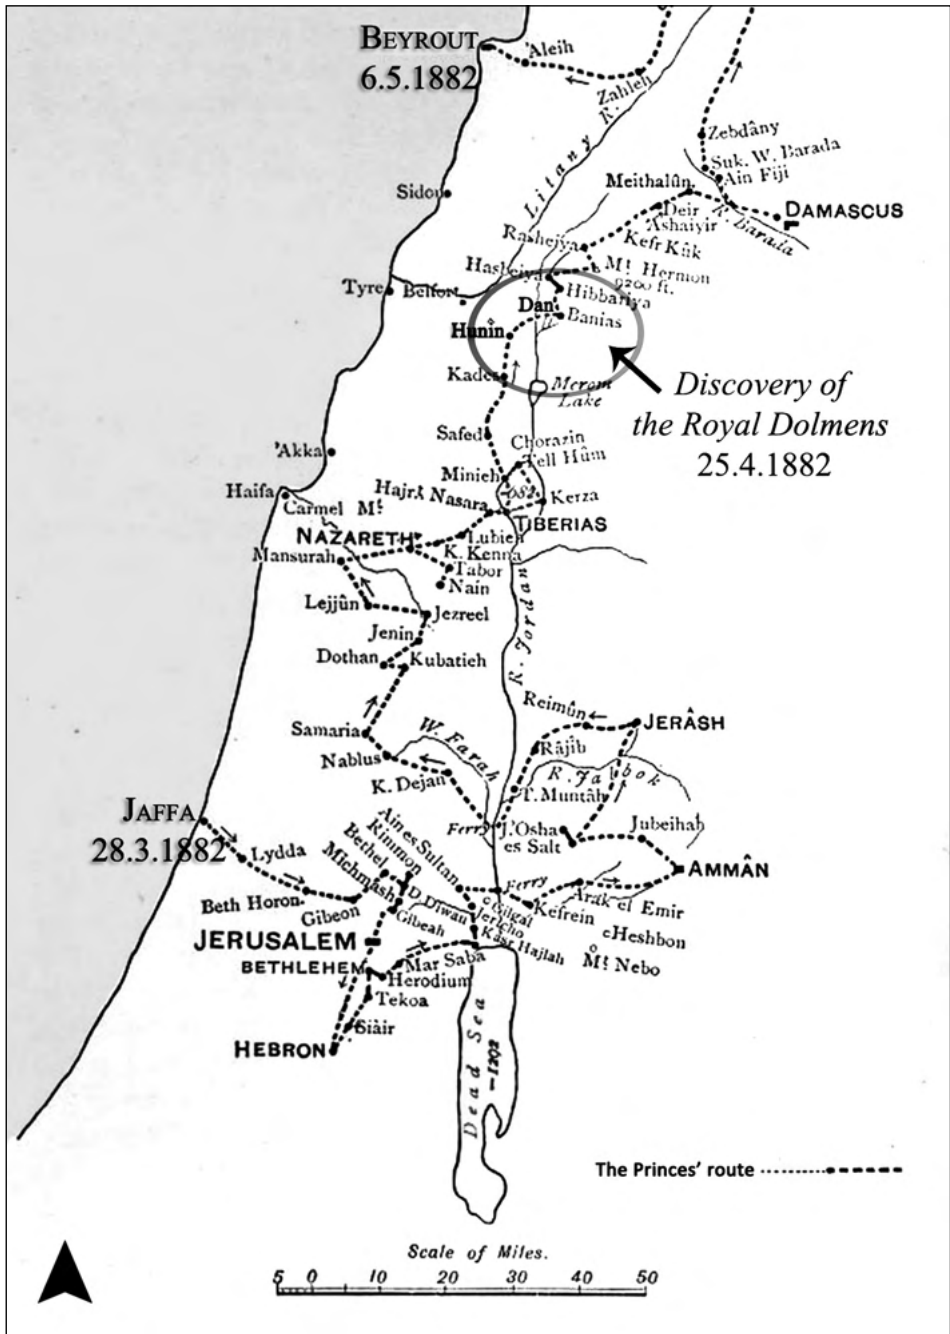 BEYROUT
6.5.1882
'Aleih
Zahleh
Litany R.
Zebdâny
Suk. W. Barada
Ain Fiji
Meithalûn
DAMASCUS
R. Barada
Deir
'Ashaiyir
Kefr Kûk
Rasheiya
Sidon
Hasbeiya
Mt. Hermon
9200 ft.
Hibbariya
Tyre
Belfort
Dan
Banias
Hunin
Kades
Merom
Lake
Discovery of
the Royal Dolmens
25.4.1882
Safed
'Akka
Chorazin
Tell Hûm
Minieh
-682
Kerza
Haifa
Carmel Mt.
Hajr. Nasara
TIBERIAS
NAZARETH
Lubieh
K. Kenna
Mansurah
Tabor
Nain
Lejjûn
Jezreel
Jenin
Dothan
Kubatieh
R. Jordan
Reimûn
JERÂSH
Samaria
W. Farah
Râjib
Nablus
R. Jabbok
K. Dejan
T. Muntâh
JAFFA
28.3.1882
Ferry
J. Osha
es Salt
Jubeihah
Lydda
Ain es Sultan
Rimmon
Bethel
Michmash
AMMÂN
Ferry
Arak el Emir
Beth Horon.
Gibeon
D. Diwan
Gibeah
Gilgal
Jericho
Kefrein
Kasr Hajlah
Heshbon
JERUSALEM
Mt. Nebo
BETHLEHEM
Mar Saba
Herodium
Tekoa
Siâir
HEBRON
Dead Sea
-1292
The Princes' route
Scale of Miles.
5 0 10 20 30 40 50